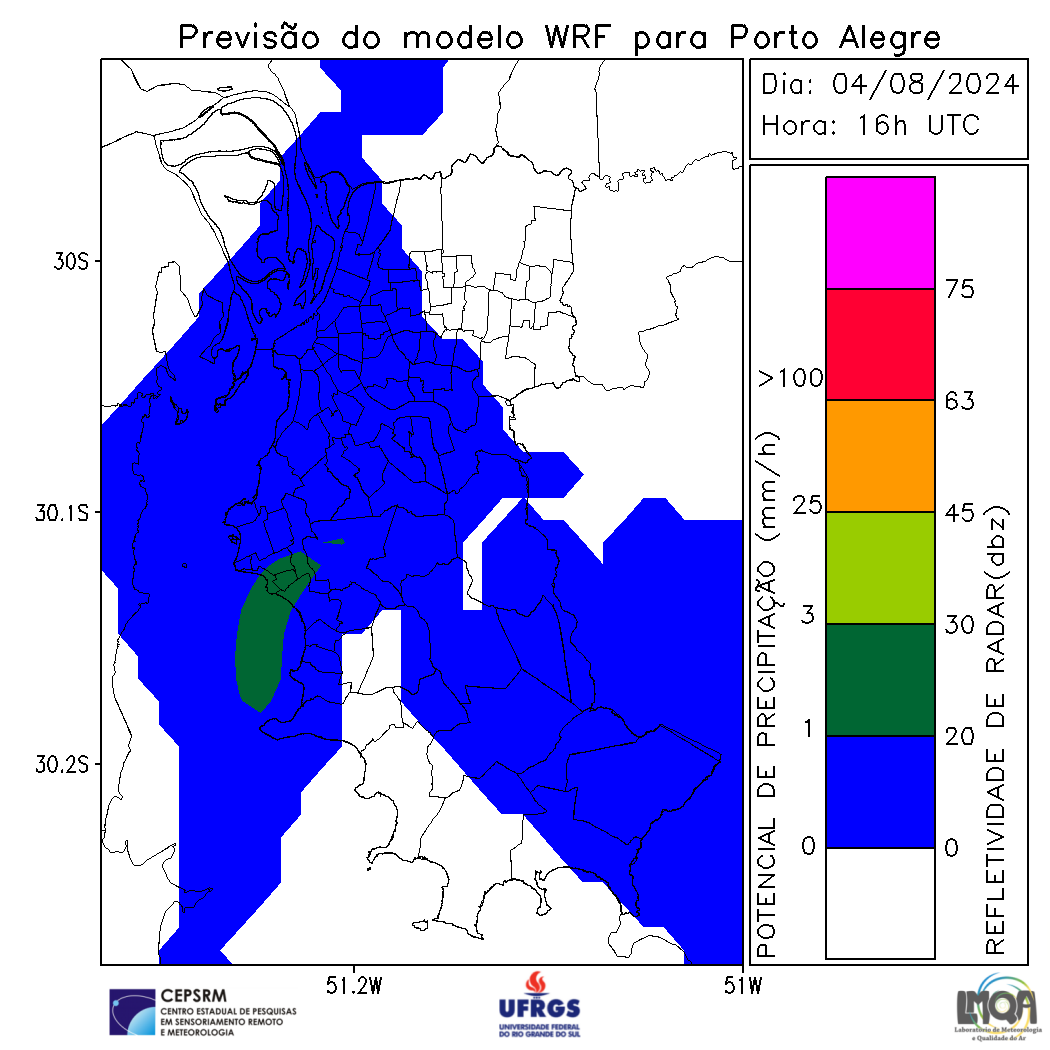 Previsão do modelo WRF para Porto Alegre
Dia: 04/08/2024
Hora: 16h UTC
30S
30.1S
30.2S
51.2W
51W
POTENCIAL DE PRECIPITAÇÃO (mm/h)
>100
25
3
1
0
75
63
45
30
20
0
REFLETIVIDADE DE RADAR(dbz)
CEPSRM
CENTRO ESTADUAL DE PESQUISAS
EM SENSORIAMENTO REMOTO
E METEOROLOGIA
UFRGS
UNIVERSIDADE FEDERAL
DO RIO GRANDE DO SUL
LMQA
Laboratório de Meteorologia
e Qualidade do Ar